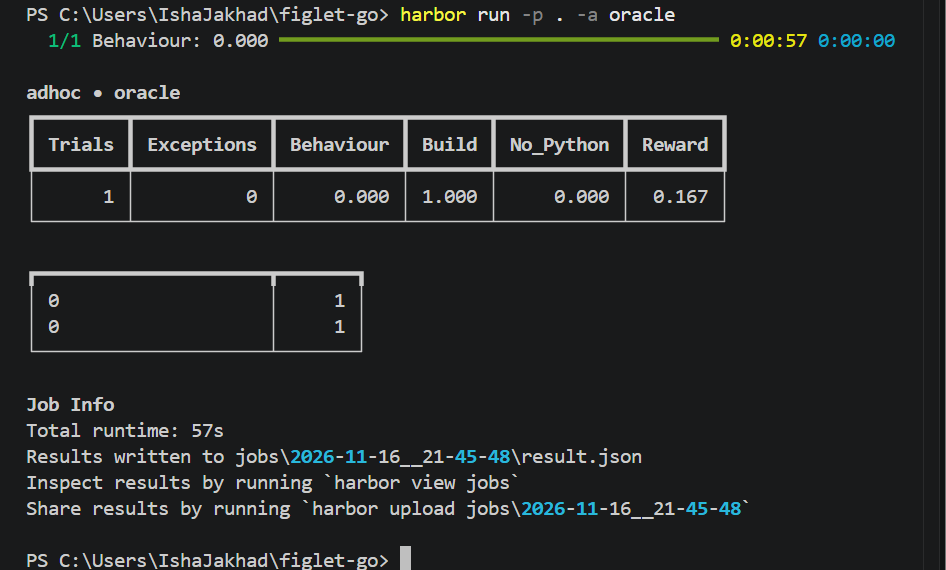 PS C:\Users\IshaJakhad\figlet-go> harbor run -p . -a oracle
1/1 Behaviour: 0.000 0:00:57 0:00:00
adhoc • oracle
Trials Exceptions Behaviour Build No_Python Reward
1 0 0.000 1.000 0.000 0.167
0 1
0 1
Job Info
Total runtime: 57s
Results written to jobs\2026-11-16__21-45-48\result.json
Inspect results by running `harbor view jobs`
Share results by running `harbor upload jobs\2026-11-16__21-45-48`
PS C:\Users\IshaJakhad\figlet-go>